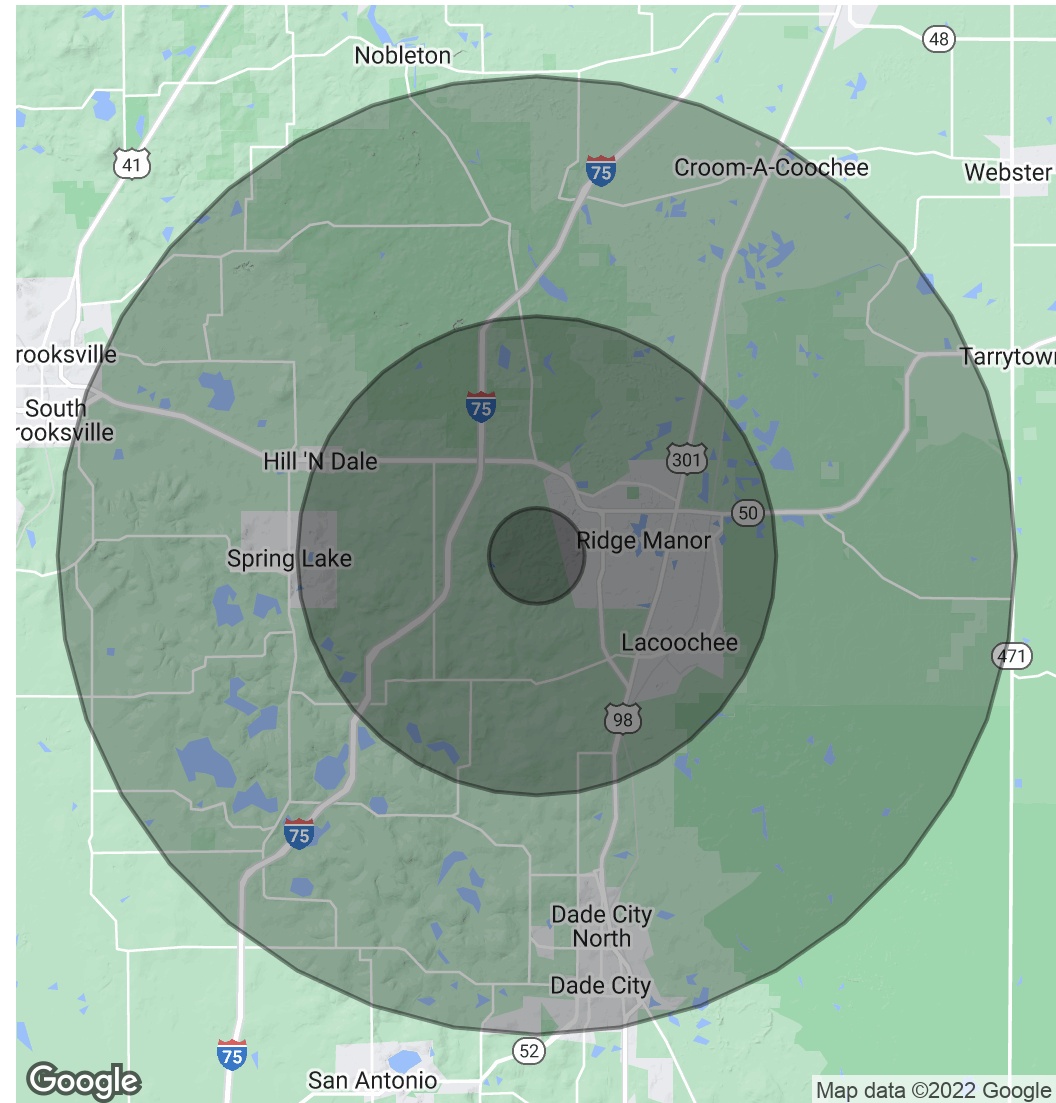 Nobleton
48
41
75
Croom-A-Coochee
Webster
rooksville
Tarrytown
South
rooksville
75
Hill 'N Dale
301
50
Ridge Manor
Spring Lake
Lacoochee
471
98
75
Dade City
North
Dade City
52
75
San Antonio
Google
Map data ©2022 Google